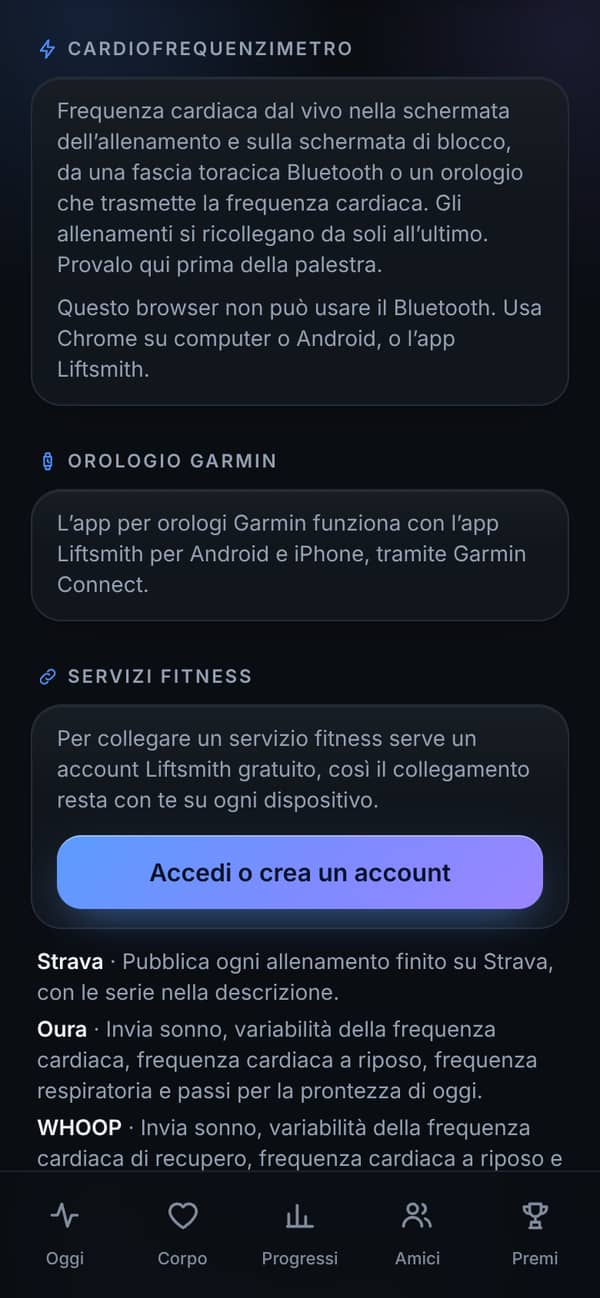 CARDIOFREQUENZIMETRO
Frequenza cardiaca dal vivo nella schermata
dell’allenamento e sulla schermata di blocco,
da una fascia toracica Bluetooth o un orologio
che trasmette la frequenza cardiaca. Gli
allenamenti si ricollegano da soli all’ultimo.
Provalo qui prima della palestra.
Questo browser non può usare il Bluetooth. Usa
Chrome su computer o Android, o l’app
Liftsmith.
OROLOGIO GARMIN
L’app per orologi Garmin funziona con l’app
Liftsmith per Android e iPhone, tramite Garmin
Connect.
SERVIZI FITNESS
Per collegare un servizio fitness serve un
account Liftsmith gratuito, così il collegamento
resta con te su ogni dispositivo.
Accedi o crea un account
Strava · Pubblica ogni allenamento finito su Strava,
con le serie nella descrizione.
Oura · Invia sonno, variabilità della frequenza
cardiaca, frequenza cardiaca a riposo, frequenza
respiratoria e passi per la prontezza di oggi.
WHOOP · Invia sonno, variabilità della frequenza
cardiaca di recupero, frequenza cardiaca a riposo e
Oggi
Corpo
Progressi
Amici
Premi